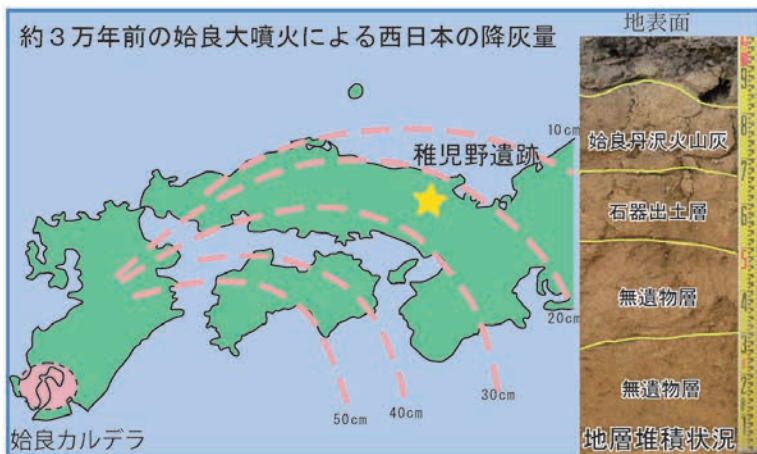 約３万年前の姶良大噴火による西日本の降灰量
稚児野遺跡
10cm
20cm
30cm
40cm
50cm
姶良カルデラ
地表面
姶良丹沢火山灰
石器出土層
無遺物層
無遺物層
地層堆積状況